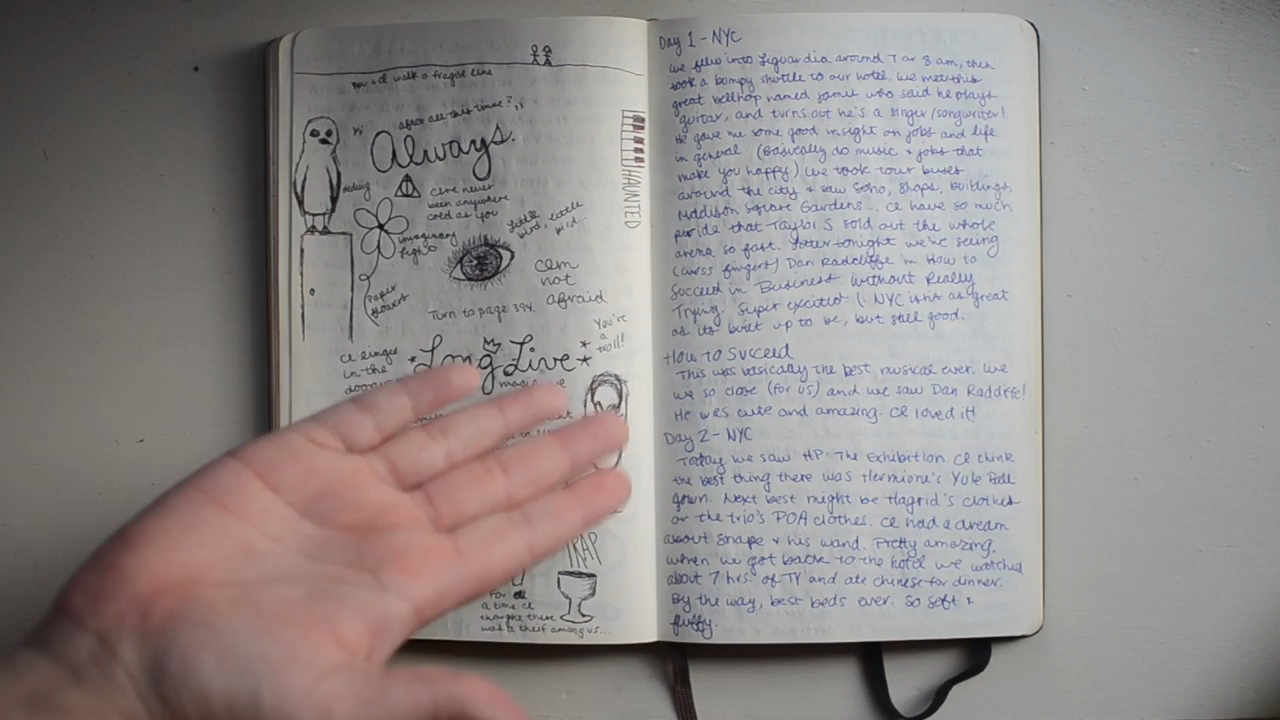 you + I walk a fragile line
Hi
after all this time?"
Always.
I've never
been anywhere
cold as you
HAUNTED
imaginary
fights
little
bird, little
bird...
I'm
not
afraid
paper
flowers
Turn to page 394.
You're
a
troll!
I linger
in the
*Long Live*
TRAP
For
a time I
thought there
was a thief among us...
Day 1 - NYC
We flew into Liguardia around 7 or 8 am, then
took a bumpy shuttle to our hotel. We met this
great bellhop named Jamie who said he plays
guitar, and turns out he's a singer/songwriter!
He gave me some good insight on jobs and life
in general. (Basically do music + jobs that
make you happy.) We took tour buses
around the city + saw Soho, shops, buildings,
Maddison Square Gardens... I have so much
pride that Taylor S sold out the whole
arena so fast. Later tonight we're seeing
(cross fingers) Dan Radcliffe in How to
Succeed in Business Without Really
Trying. Super excited (: NYC isn't as great
as its built up to be, but still good.
How to Succeed
This was basically the best musical ever. We
we so close (for us) and we saw Dan Radcliffe!
He was cute and amazing. I loved it!
Day 2 - NYC
Today we saw HP: The Exhibition. I think
the best thing there was Hermione's Yule Ball
gown. Next best might be Hagrid's clothes
or the trio's POA clothes. I had a dream
about Snape + his wand. Pretty amazing.
When we got back to the hotel we watched
about 7 hrs. of TV and ate chinese for dinner.
By the way, best beds ever. So soft +
fluffy.